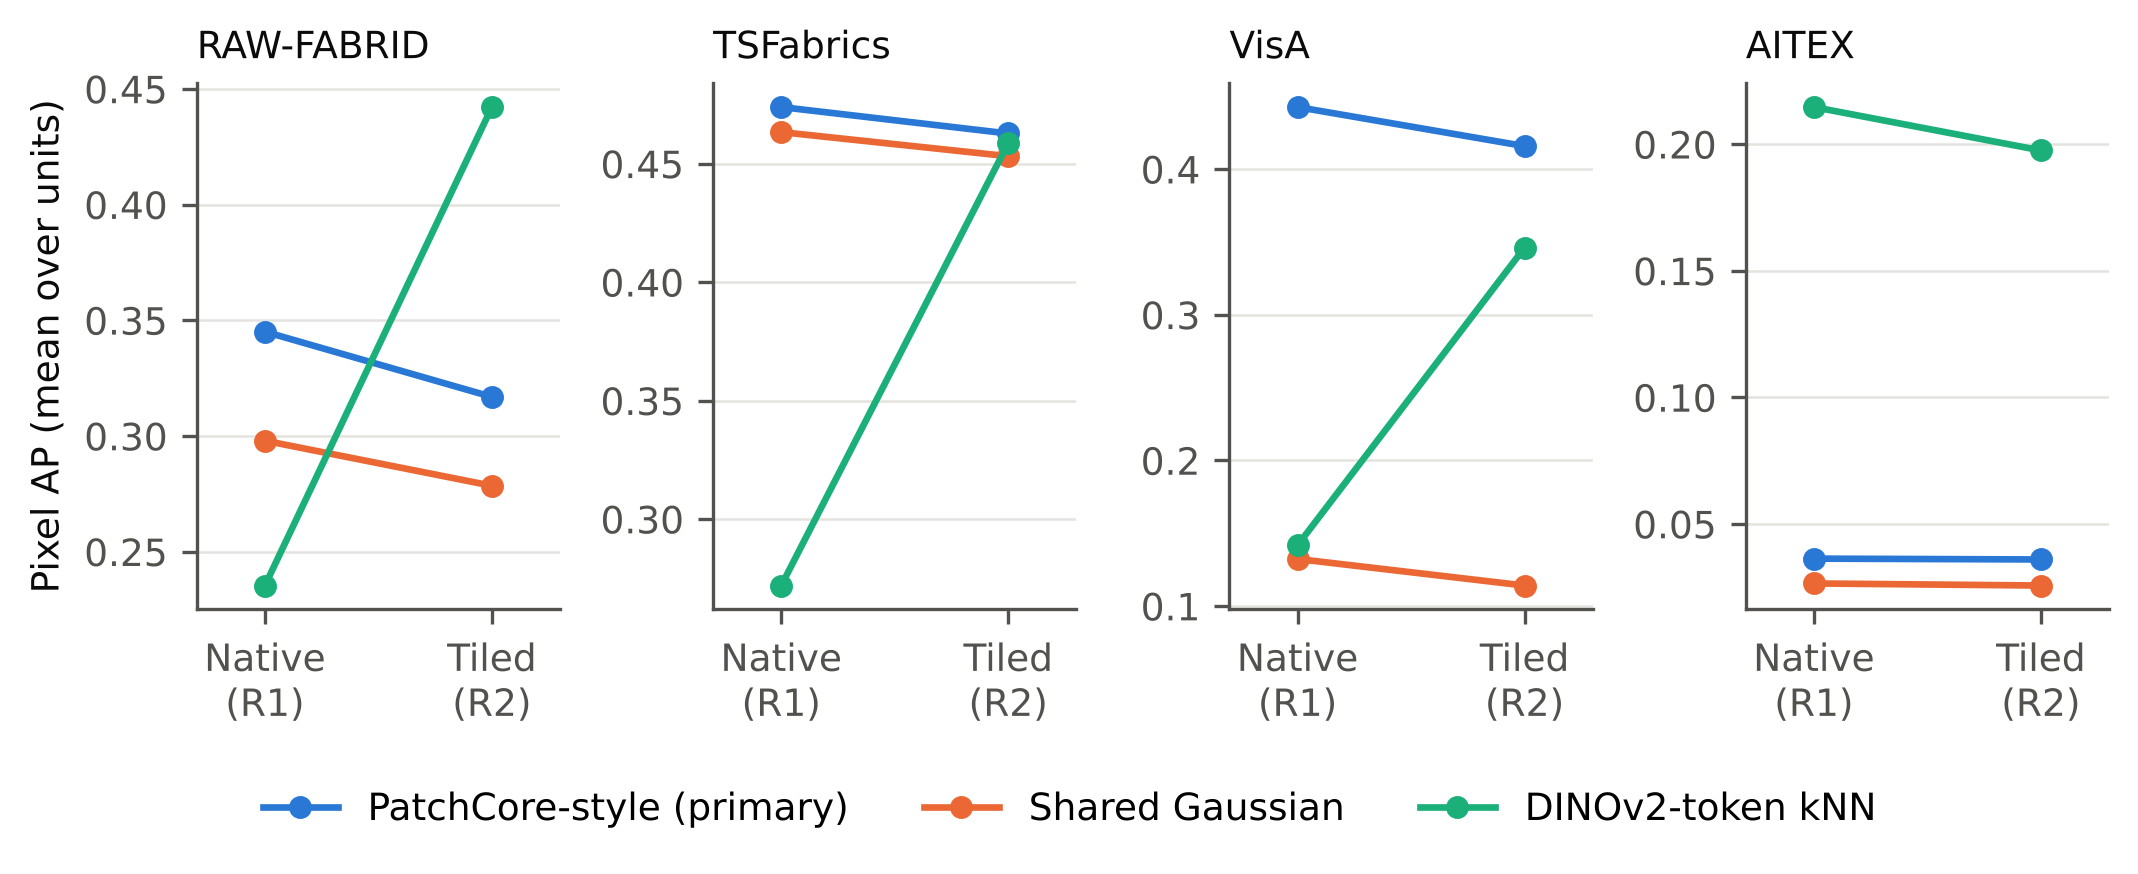 RAW-FABRID
TSFabrics
VisA
AITEX
Pixel AP (mean over units)
0.45
0.40
0.35
0.30
0.25
0.45
0.40
0.35
0.30
0.4
0.3
0.2
0.1
0.20
0.15
0.10
0.05
Native
(R1)
Tiled
(R2)
Native
(R1)
Tiled
(R2)
Native
(R1)
Tiled
(R2)
Native
(R1)
Tiled
(R2)
PatchCore-style (primary)
Shared Gaussian
DINOv2-token kNN